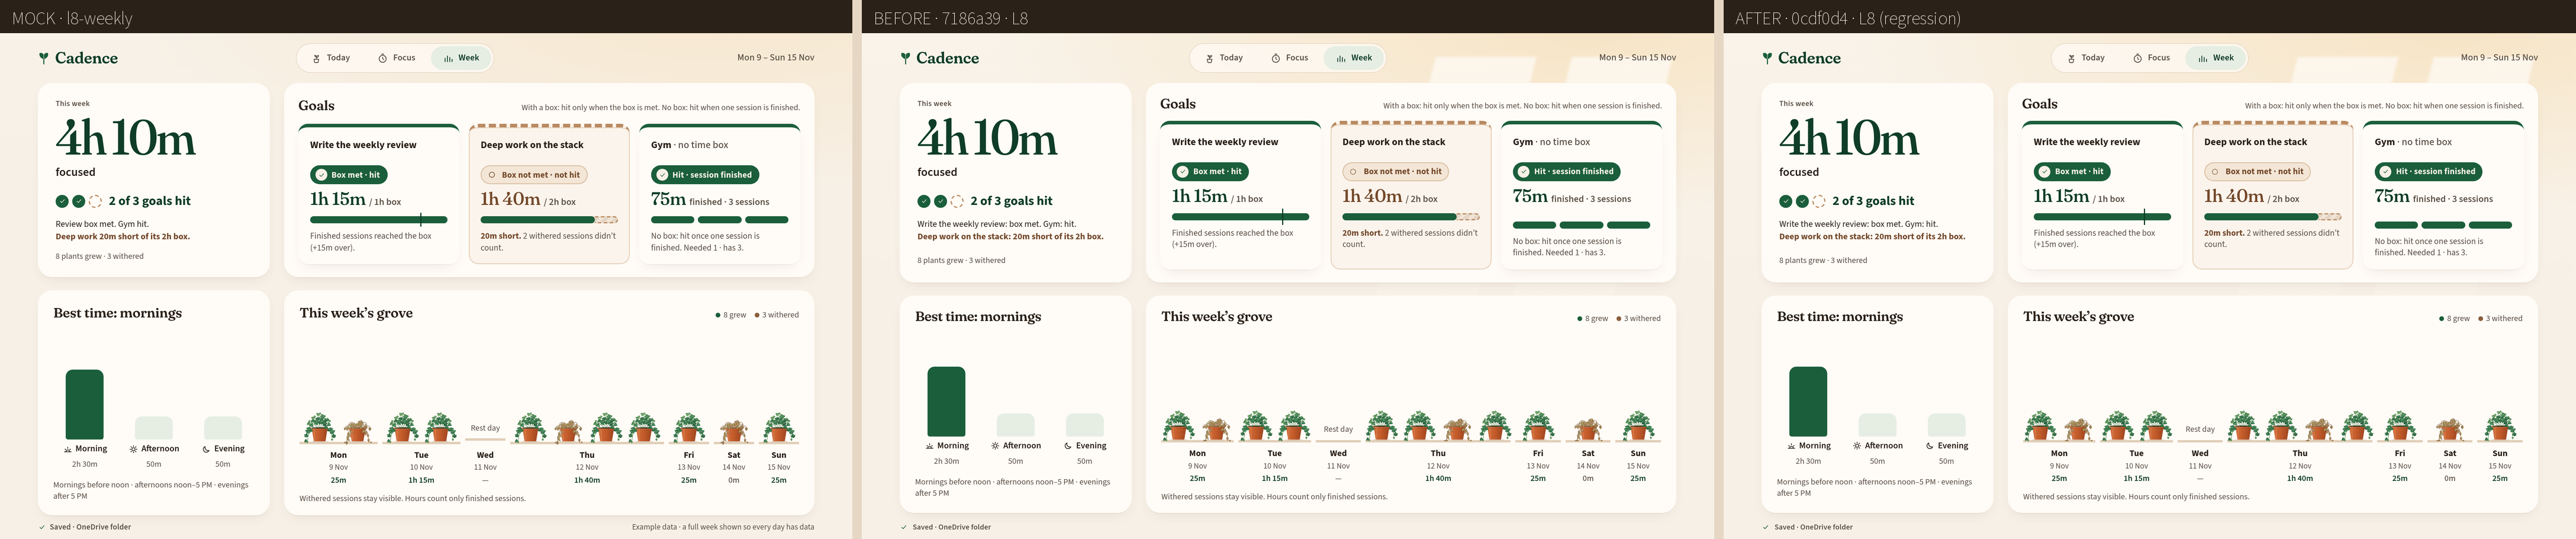 MOCK · l8-weekly
Cadence
Today
Focus
Week
Mon 9 – Sun 15 Nov
This week
4h 10m
focused
2 of 3 goals hit
Review box met. Gym hit.
Deep work 20m short of its 2h box.
8 plants grew · 3 withered
Goals
With a box: hit only when the box is met. No box: hit when one session is finished.
Write the weekly review
Box met · hit
1h 15m / 1h box
Finished sessions reached the box
(+15m over).
Deep work on the stack
Box not met · not hit
1h 40m / 2h box
20m short. 2 withered sessions didn't
count.
Gym · no time box
Hit · session finished
75m finished · 3 sessions
No box: hit once one session is
finished. Needed 1 · has 3.
Best time: mornings
Morning
2h 30m
Afternoon
50m
Evening
50m
Mornings before noon · afternoons noon–5 PM · evenings
after 5 PM
This week's grove
8 grew
3 withered
Rest day
Mon
9 Nov
25m
Tue
10 Nov
1h 15m
Wed
11 Nov
—
Thu
12 Nov
1h 40m
Fri
13 Nov
25m
Sat
14 Nov
0m
Sun
15 Nov
25m
Withered sessions stay visible. Hours count only finished sessions.
Saved · OneDrive folder
Example data · a full week shown so every day has data
BEFORE · 7186a39 · L8
Cadence
Today
Focus
Week
Mon 9 – Sun 15 Nov
This week
4h 10m
focused
2 of 3 goals hit
Write the weekly review: box met. Gym: hit.
Deep work on the stack: 20m short of its 2h box.
8 plants grew · 3 withered
Goals
With a box: hit only when the box is met. No box: hit when one session is finished.
Write the weekly review
Box met · hit
1h 15m / 1h box
Finished sessions reached the box
(+15m over).
Deep work on the stack
Box not met · not hit
1h 40m / 2h box
20m short. 2 withered sessions didn't
count.
Gym · no time box
Hit · session finished
75m finished · 3 sessions
No box: hit once one session is
finished. Needed 1 · has 3.
Best time: mornings
Morning
2h 30m
Afternoon
50m
Evening
50m
Mornings before noon · afternoons noon–5 PM · evenings
after 5 PM
This week's grove
8 grew
3 withered
Rest day
Mon
9 Nov
25m
Tue
10 Nov
1h 15m
Wed
11 Nov
—
Thu
12 Nov
1h 40m
Fri
13 Nov
25m
Sat
14 Nov
0m
Sun
15 Nov
25m
Withered sessions stay visible. Hours count only finished sessions.
Saved · OneDrive folder
AFTER · 0cdf0d4 · L8 (regression)
Cadence
Today
Focus
Week
Mon 9 – Sun 15 Nov
This week
4h 10m
focused
2 of 3 goals hit
Write the weekly review: box met. Gym: hit.
Deep work on the stack: 20m short of its 2h box.
8 plants grew · 3 withered
Goals
With a box: hit only when the box is met. No box: hit when one session is finished.
Write the weekly review
Box met · hit
1h 15m / 1h box
Finished sessions reached the box
(+15m over).
Deep work on the stack
Box not met · not hit
1h 40m / 2h box
20m short. 2 withered sessions didn't
count.
Gym · no time box
Hit · session finished
75m finished · 3 sessions
No box: hit once one session is
finished. Needed 1 · has 3.
Best time: mornings
Morning
2h 30m
Afternoon
50m
Evening
50m
Mornings before noon · afternoons noon–5 PM · evenings
after 5 PM
This week's grove
8 grew
3 withered
Rest day
Mon
9 Nov
25m
Tue
10 Nov
1h 15m
Wed
11 Nov
—
Thu
12 Nov
1h 40m
Fri
13 Nov
25m
Sat
14 Nov
0m
Sun
15 Nov
25m
Withered sessions stay visible. Hours count only finished sessions.
Saved · OneDrive folder